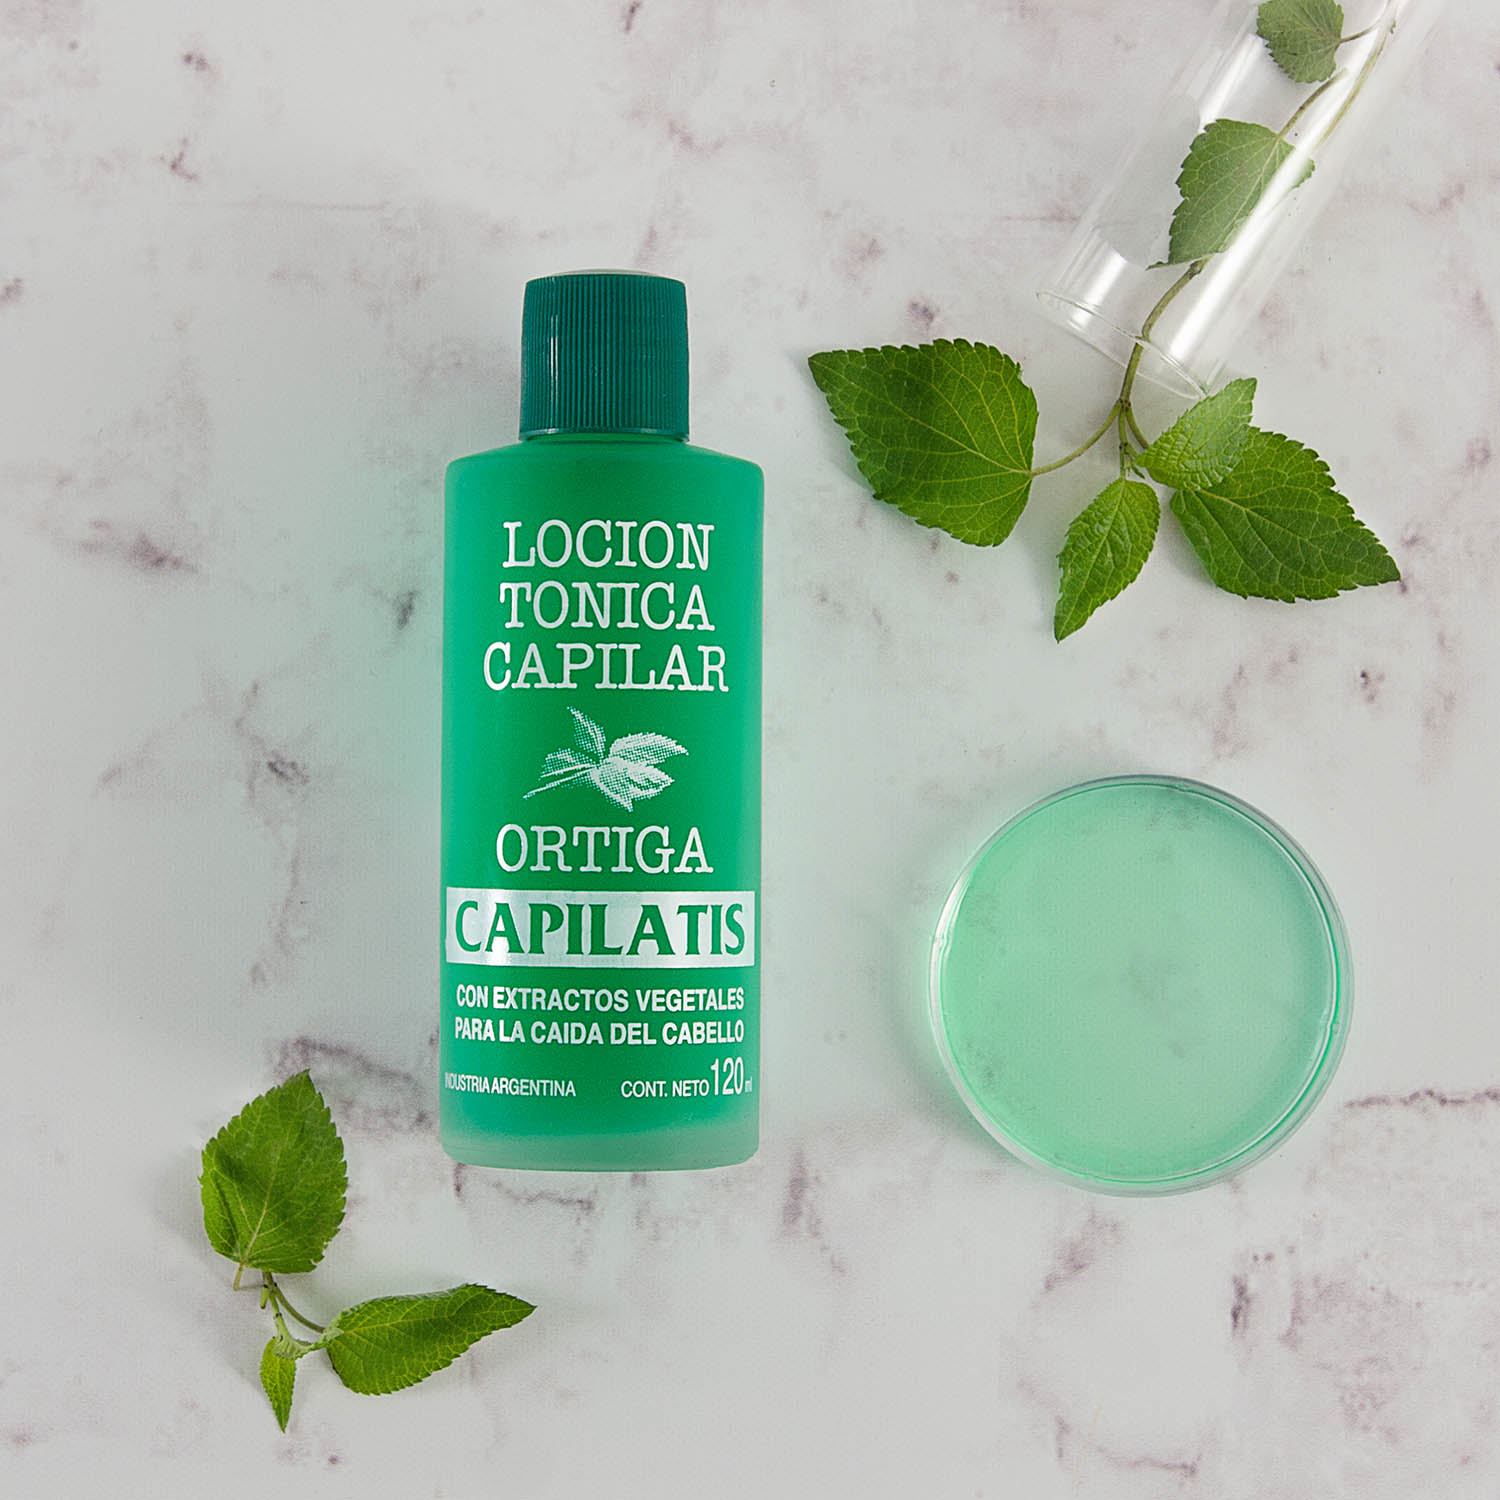 LOCION
TONICA
CAPILAR
ORTIGA
CAPILATIS
CON EXTRACTOS VEGETALES
PARA LA CAIDA DEL CABELLO
INDUSTRIA ARGENTINA CONT. NETO 120 ml